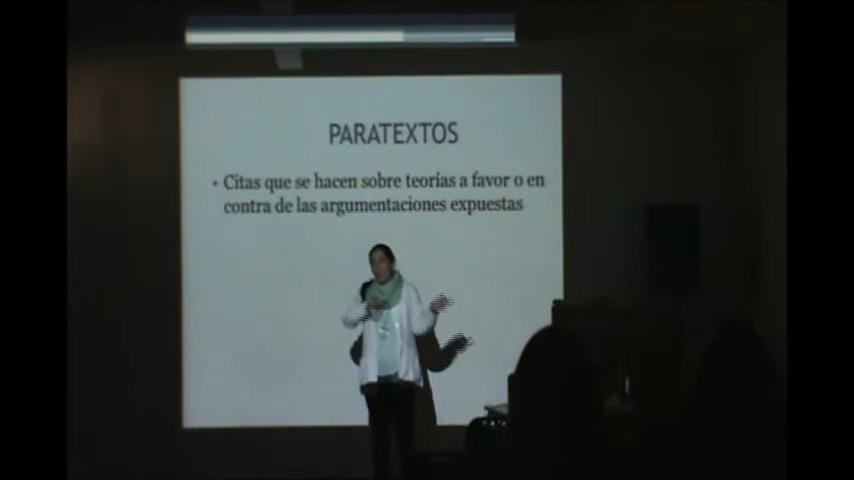 PARATEXTOS
• Citas que se hacen sobre teorías a favor o en
contra de las argumentaciones expuestas